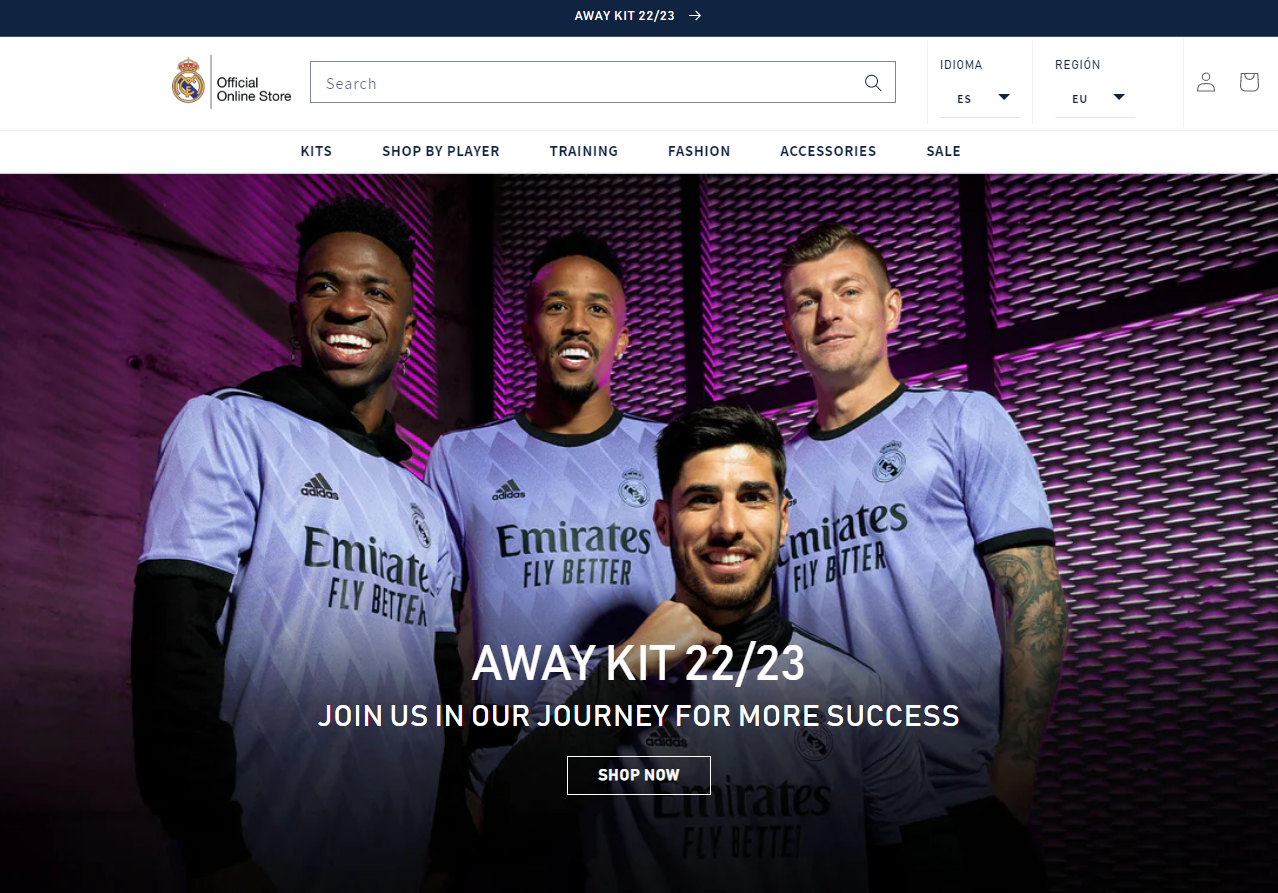 AWAY KIT 22/23
Official
Online Store
Search
IDIOMA
ES
REGIÓN
EU
KITS
SHOP BY PLAYER
TRAINING
FASHION
ACCESSORIES
SALE
adidas
Emirates
FLY BETTER
adidas
Emirates
FLY BETTER
Emirates
FLY BETTER
AWAY KIT 22/23
JOIN US IN OUR JOURNEY FOR MORE SUCCESS
adidas
SHOP NOW
Emirates
FLY BETTER